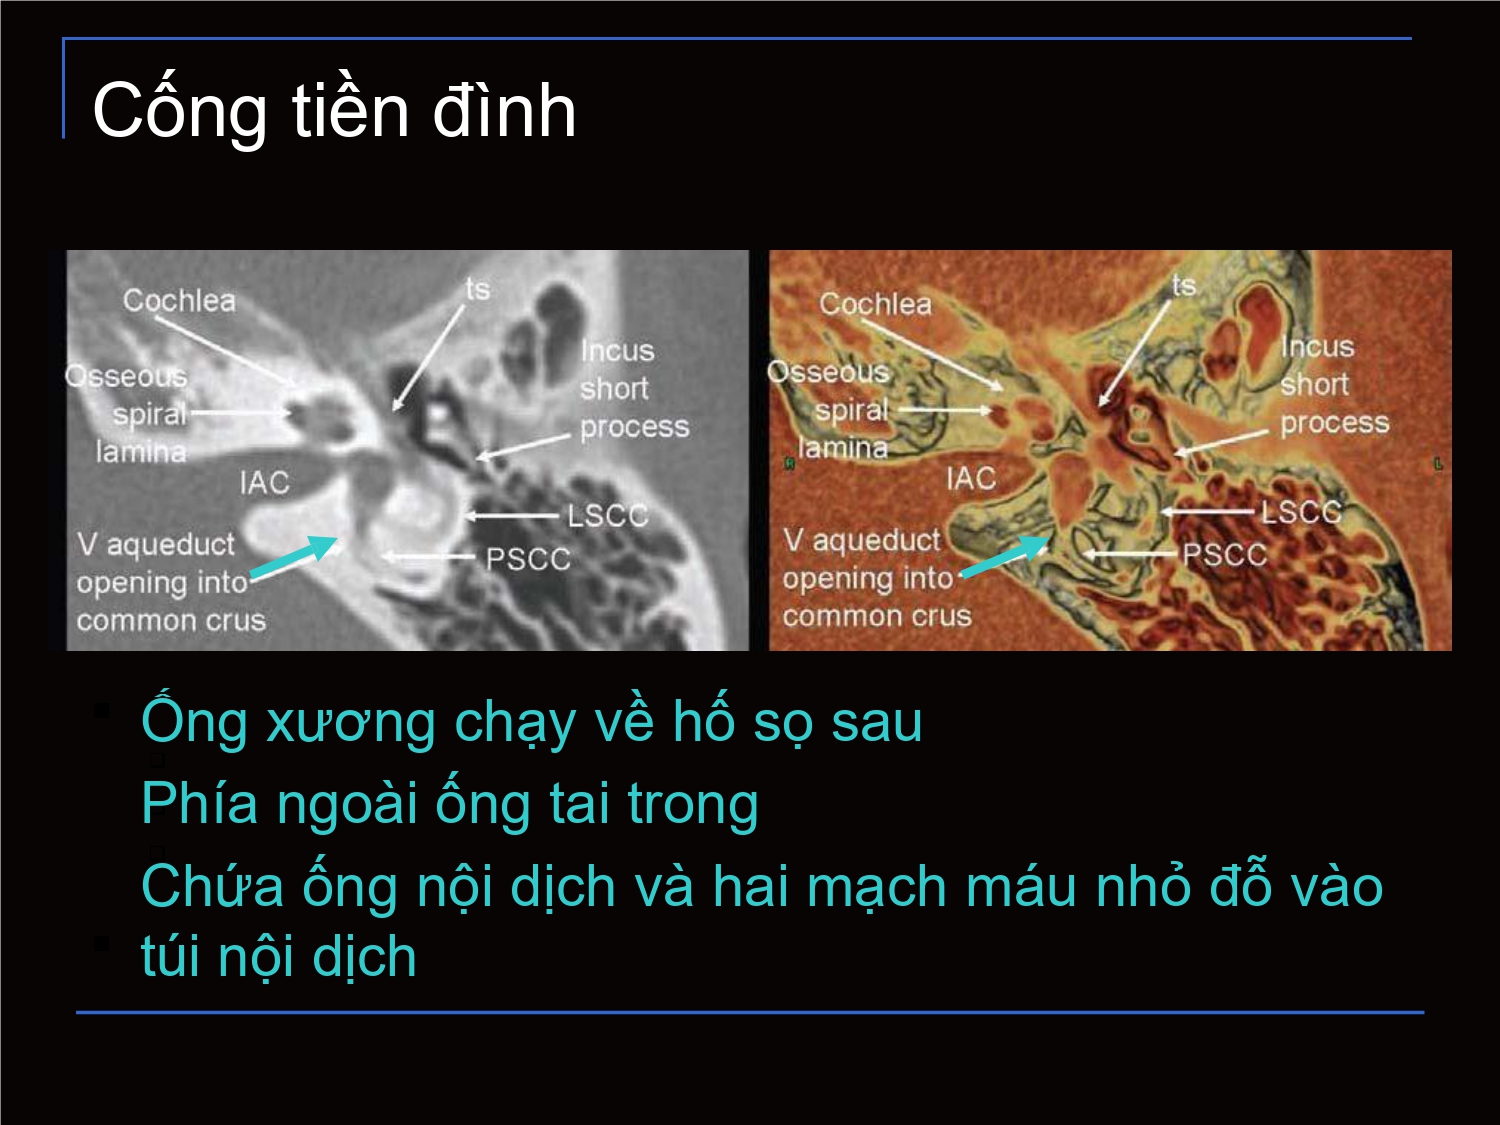 Cống tiền đình
Cochlea
ts
Osseous
spiral
lamina
Incus
short
process
IAC
LSCC
V aqueduct
opening into
common crus
PSCC
Cochlea
ts
Osseous
spiral
lamina
Incus
short
process
R
L
IAC
LSCC
V aqueduct
opening into
common crus
PSCC
Ống xương chạy về hố sọ sau
Phía ngoài ống tai trong
Chứa ống nội dịch và hai mạch máu nhỏ đỗ vào
túi nội dịch